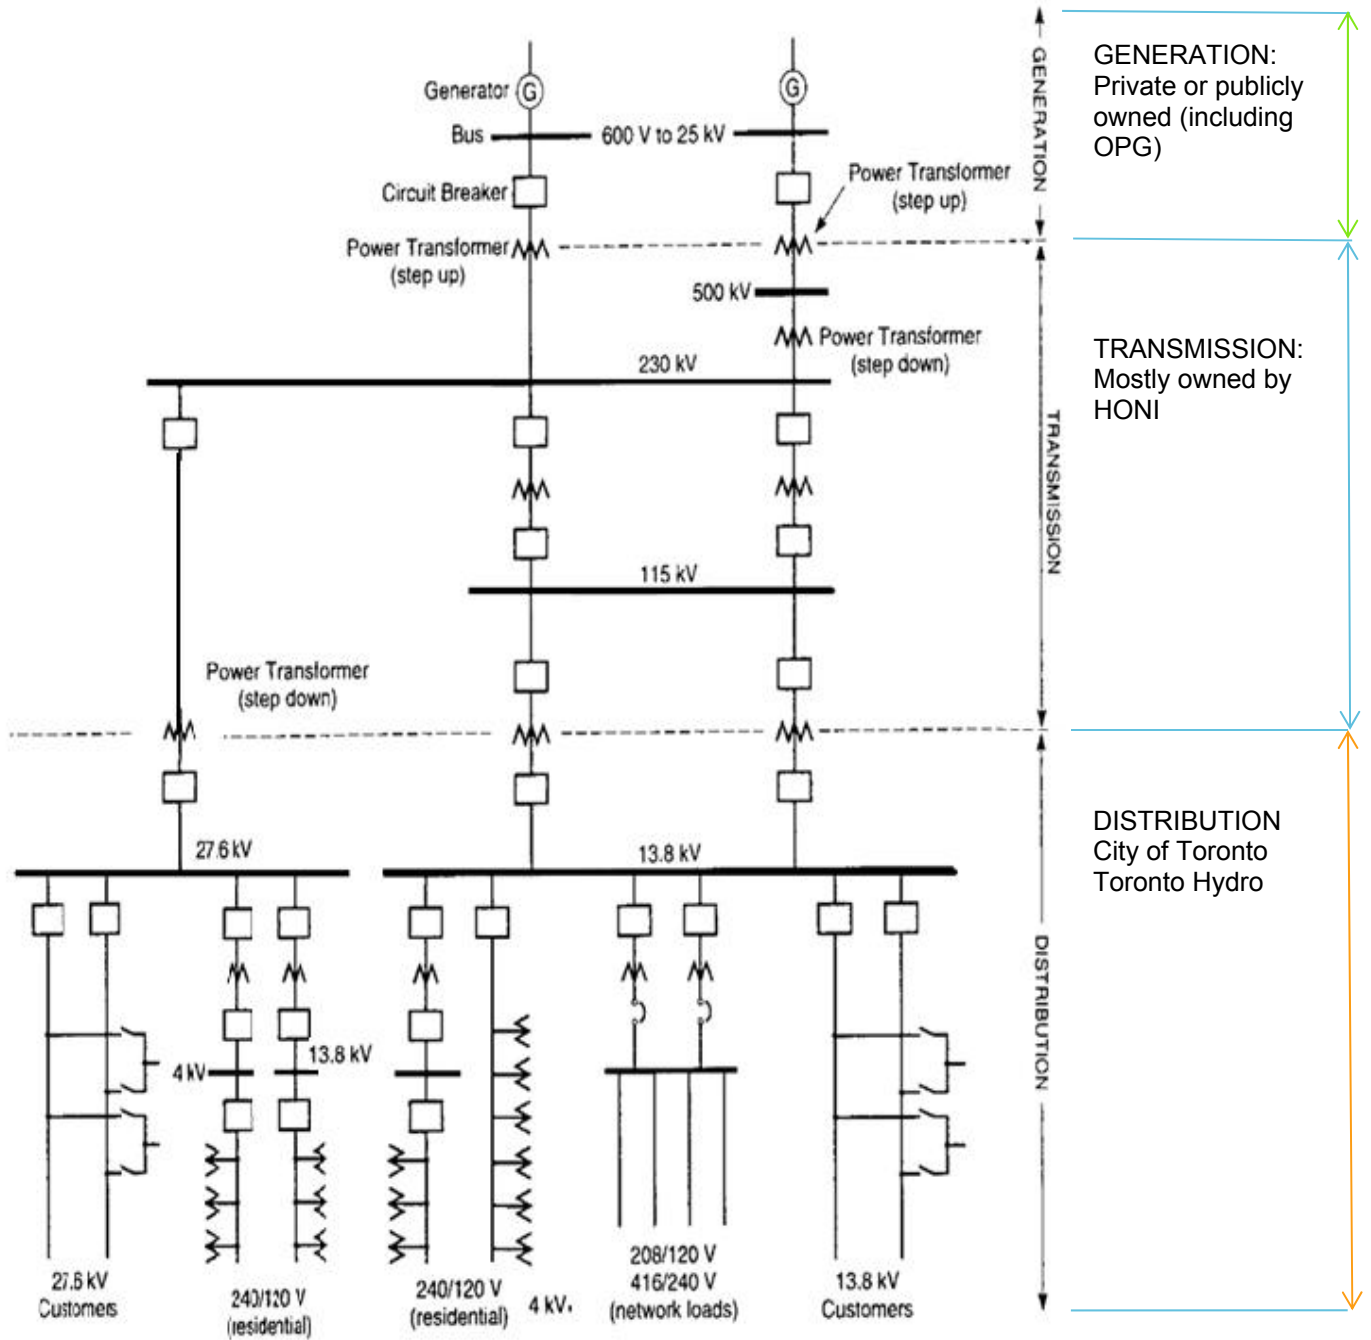 GENERATION:
Private or publicly
owned (including
OPG)
GENERATION
Generator
G
G
Bus
600 V to 25 kV
Circuit Breaker
Power Transformer
(step up)
Power Transformer
(step up)
500 kV
Power Transformer
(step down)
230 kV
TRANSMISSION:
Mostly owned by
HONI
TRANSMISSION
115 kV
Power Transformer
(step down)
27.6 kV
13.8 kV
DISTRIBUTION
City of Toronto
Toronto Hydro
DISTRIBUTION
4 kV
13.8 kV
27.6 kV
Customers
240/120 V
(residential)
240/120 V
(residential)
4 kV.
208/120 V
416/240 V
(network loads)
13.8 kV
Customers